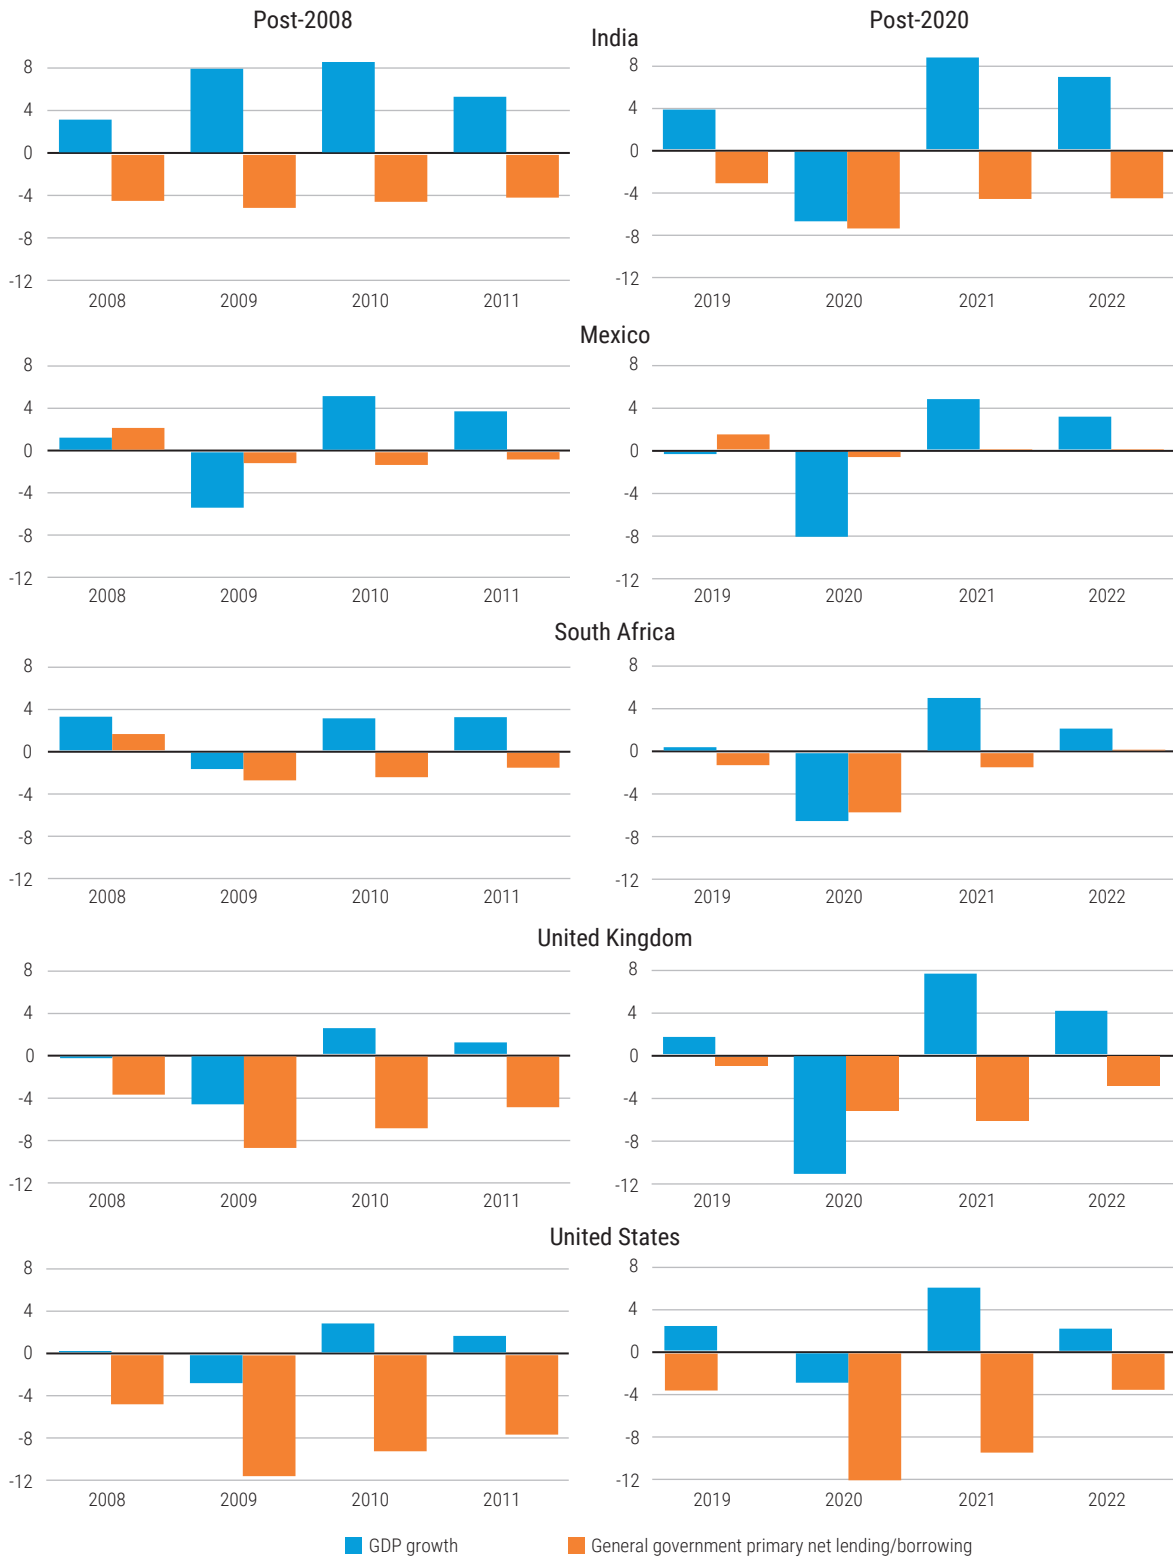 Post-2008 Post-2020
India
8 8
4 4
0 0
-4 -4
-8 -8
-12 -12
2008 2009 2010 2011 2019 2020 2021 2022
Mexico
8 8
4 4
0 0
-4 -4
-8 -8
-12 -12
2008 2009 2010 2011 2019 2020 2021 2022
South Africa
8 8
4 4
0 0
-4 -4
-8 -8
-12 -12
2008 2009 2010 2011 2019 2020 2021 2022
United Kingdom
8 8
4 4
0 0
-4 -4
-8 -8
-12 -12
2008 2009 2010 2011 2019 2020 2021 2022
United States
8 8
4 4
0 0
-4 -4
-8 -8
-12 -12
2008 2009 2010 2011 2019 2020 2021 2022
GDP growth General government primary net lending/borrowing